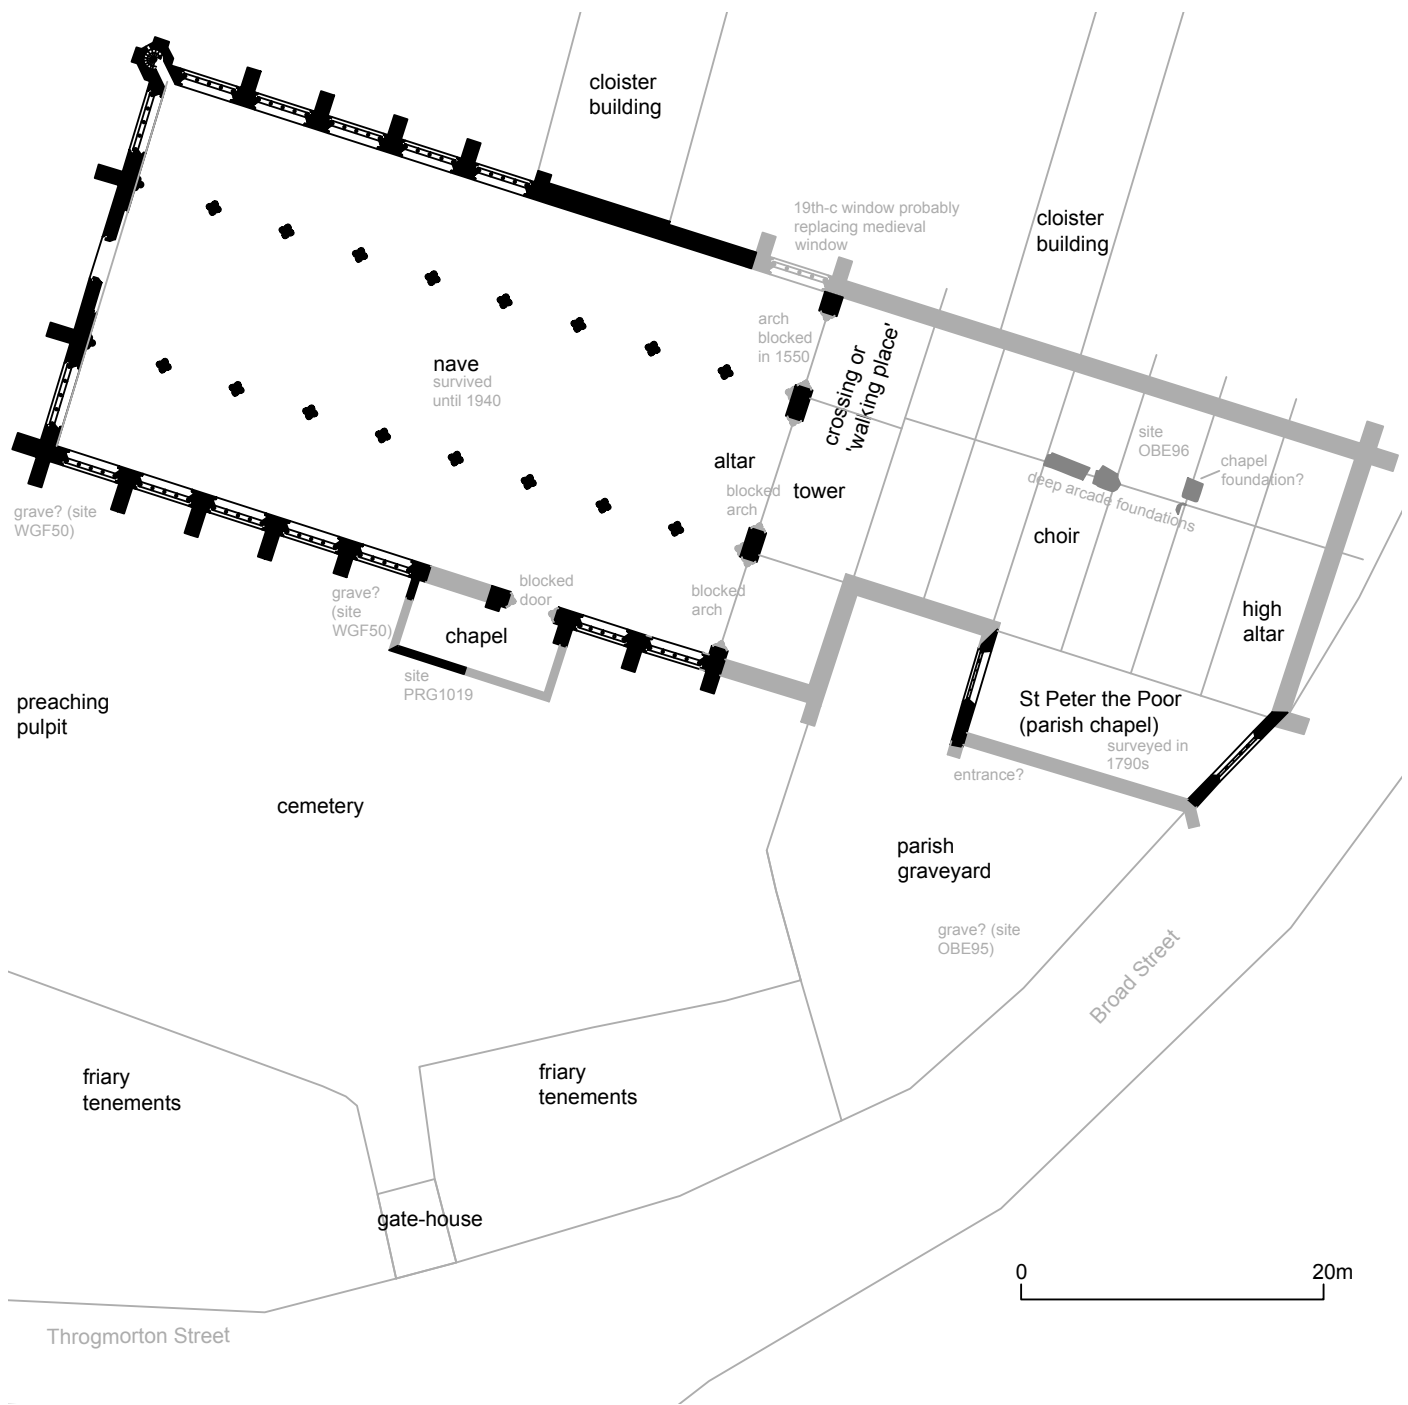 cloister
building
19th-c window probably
replacing medieval
window
cloister
building
arch
blocked
in 1550
crossing or
'walking place'
nave
survived
until 1940
altar
blocked
arch
tower
site
OBE96
chapel
foundation?
deep arcade foundations
choir
grave? (site
WGF50)
grave?
(site
WGF50)
blocked
door
blocked
arch
chapel
high
altar
site
PRG1019
preaching
pulpit
St Peter the Poor
(parish chapel)
surveyed in
1790s
entrance?
cemetery
parish
graveyard
grave? (site
OBE95)
Broad Street
friary
tenements
friary
tenements
gate-house
0 20m
Throgmorton Street